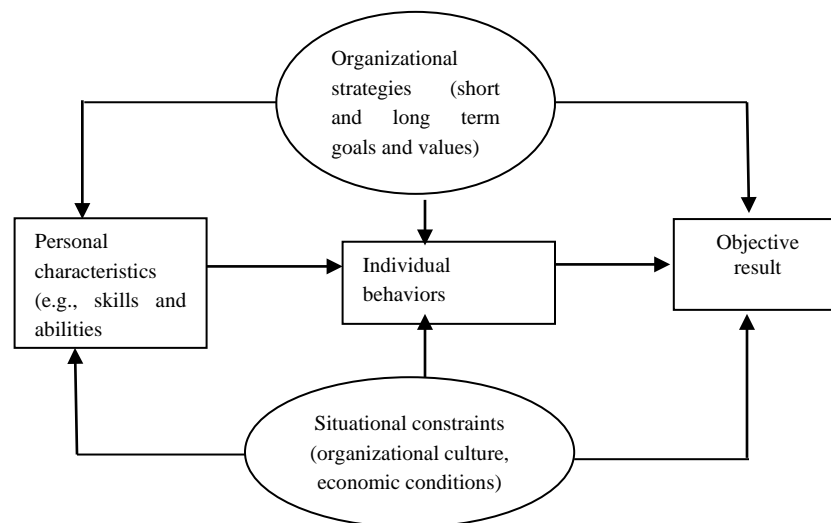 Organizational
strategies (short
and long term
goals and values)
Personal
characteristics
(e.g., skills and
abilities
Individual
behaviors
Objective
result
Situational constraints
(organizational culture,
economic conditions)